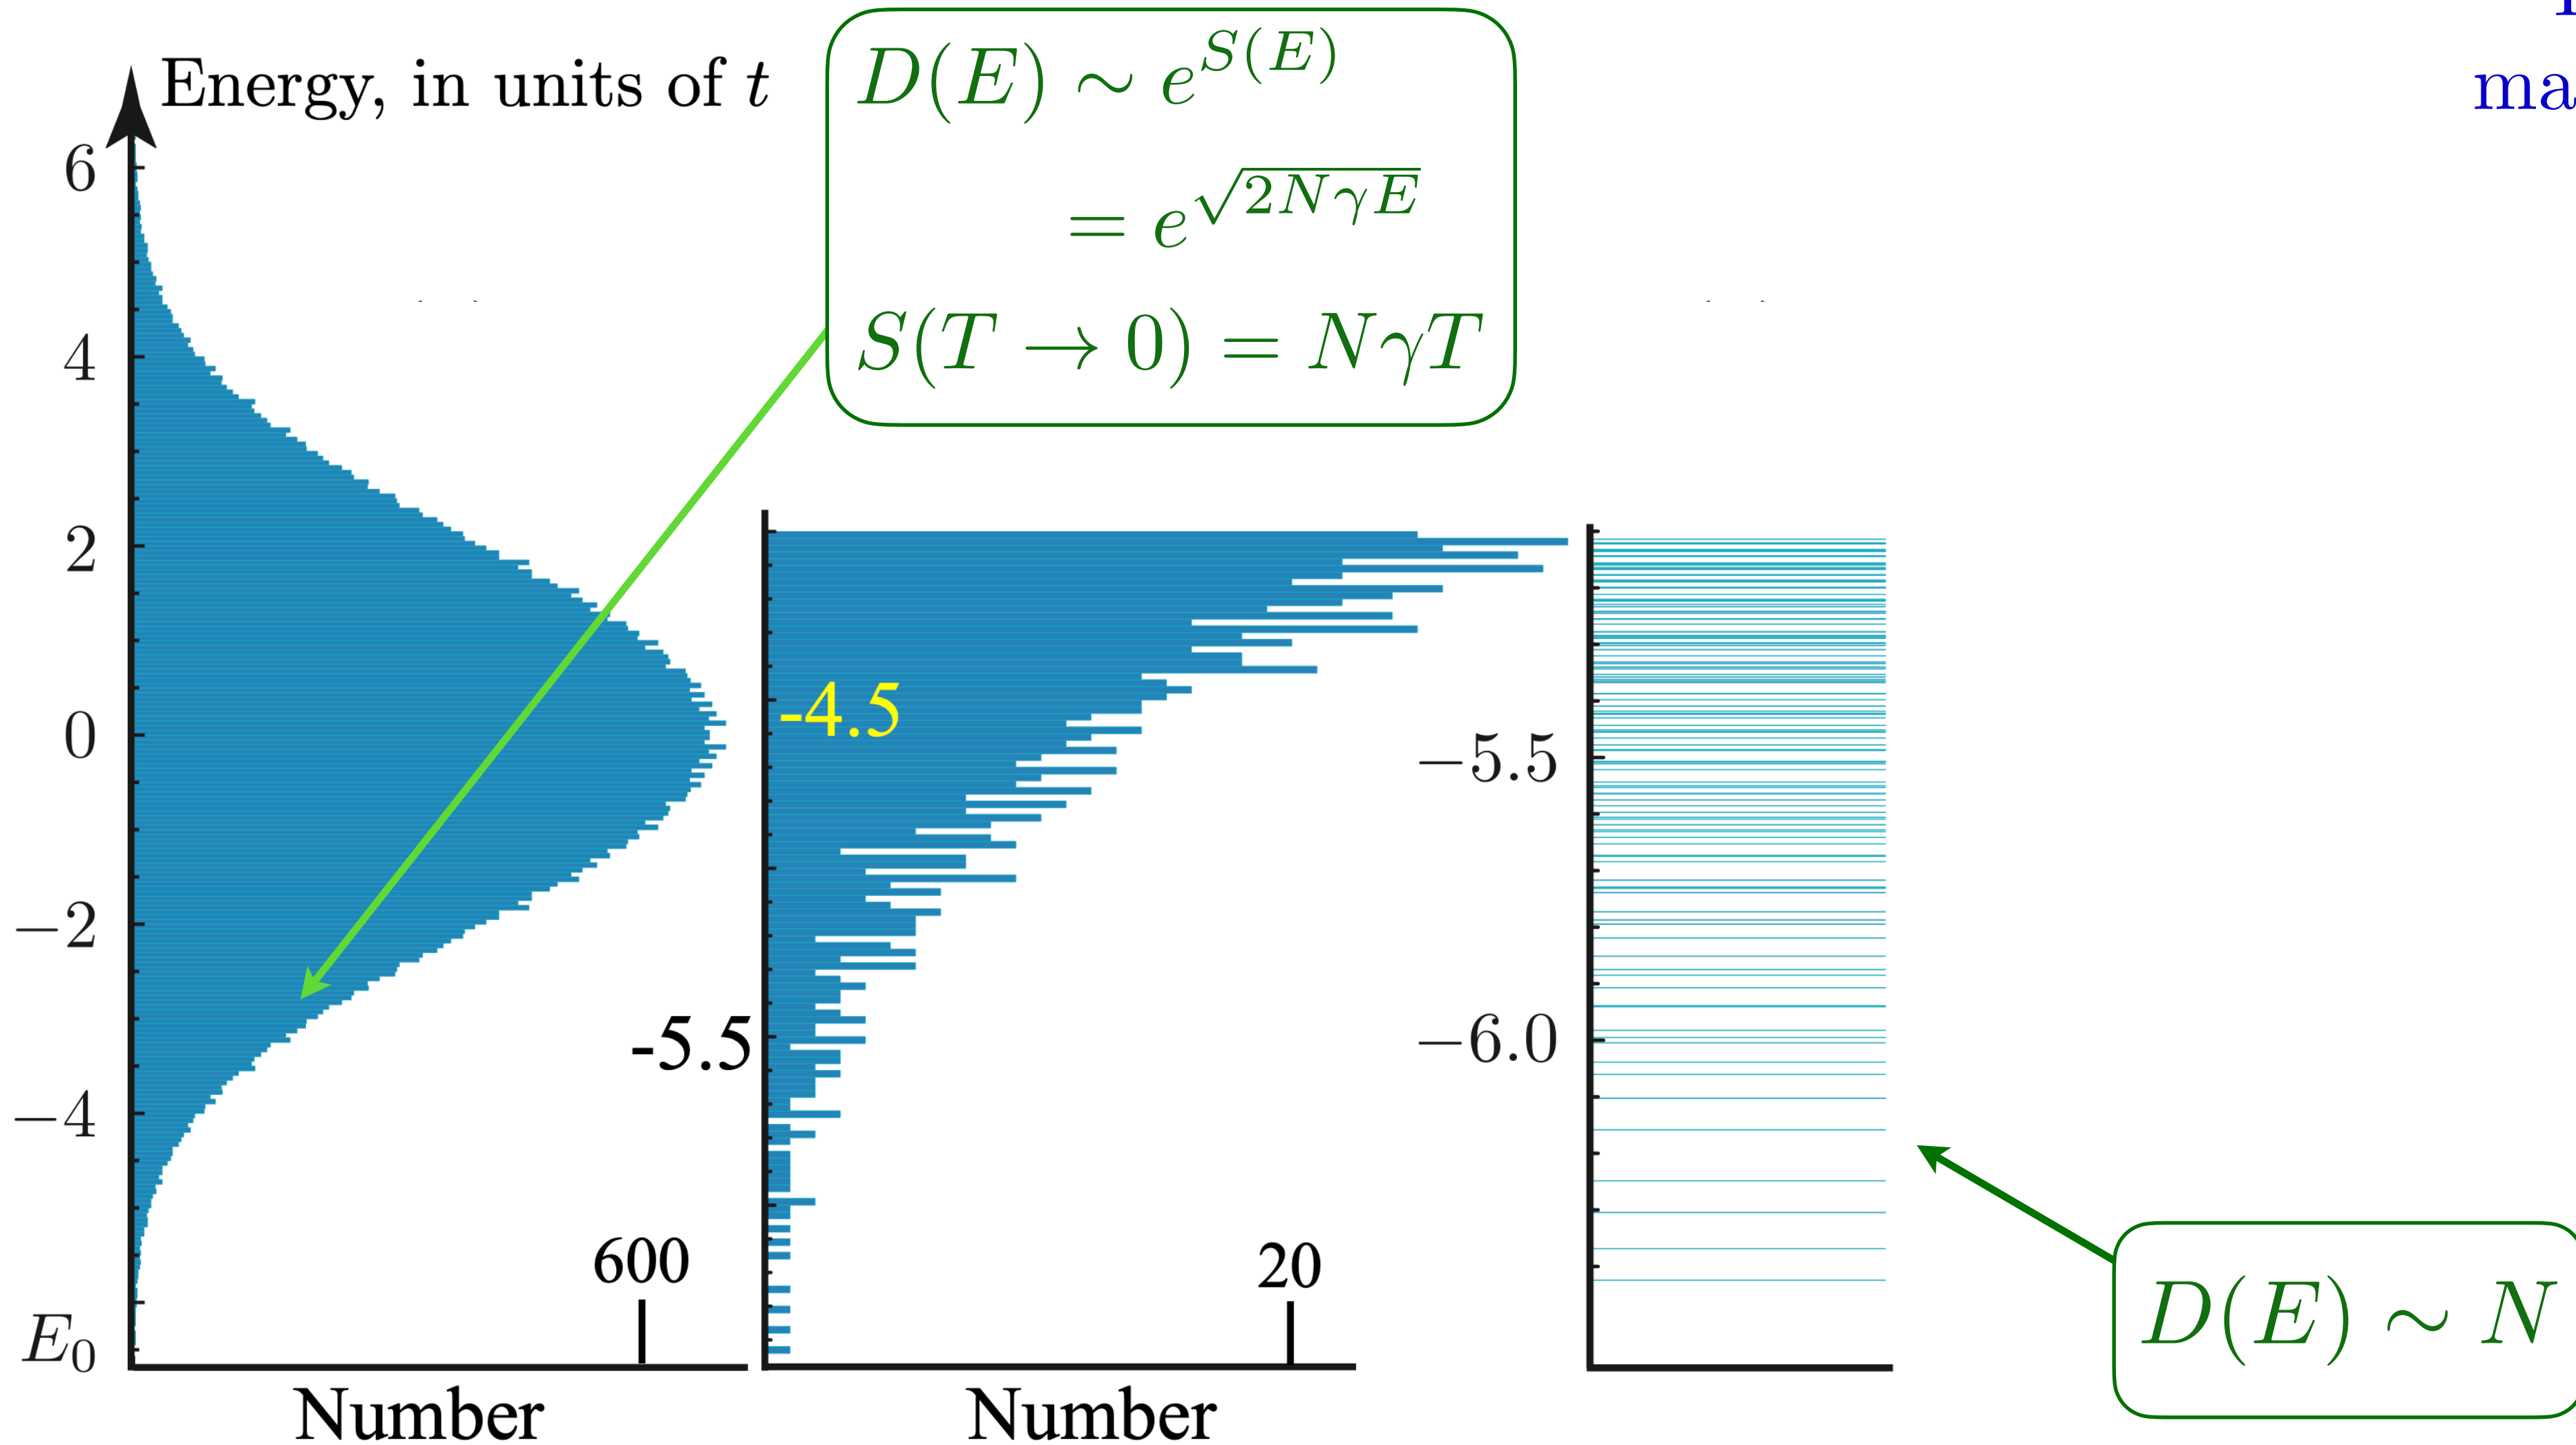 Energy, in units of t
6
4
2
0
−2
−4
E₀
600
Number
D(E) ∼ e^{S(E)}
= e^{√(2NγE)}
S(T → 0) = NγT
-4.5
-5.5
20
Number
−5.5
−6.0
D(E) ∼ N
ma